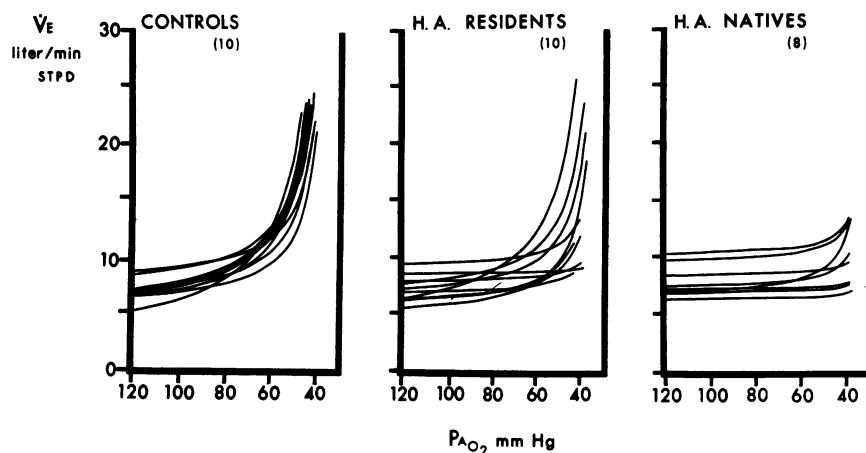 V̇E
liter/min
STPD
CONTROLS
(10)
H. A. RESIDENTS
(10)
H. A. NATIVES
(8)
30
20
10
0
120 100 80 60 40
120 100 80 60 40
120 100 80 60 40
PAO2 mm Hg